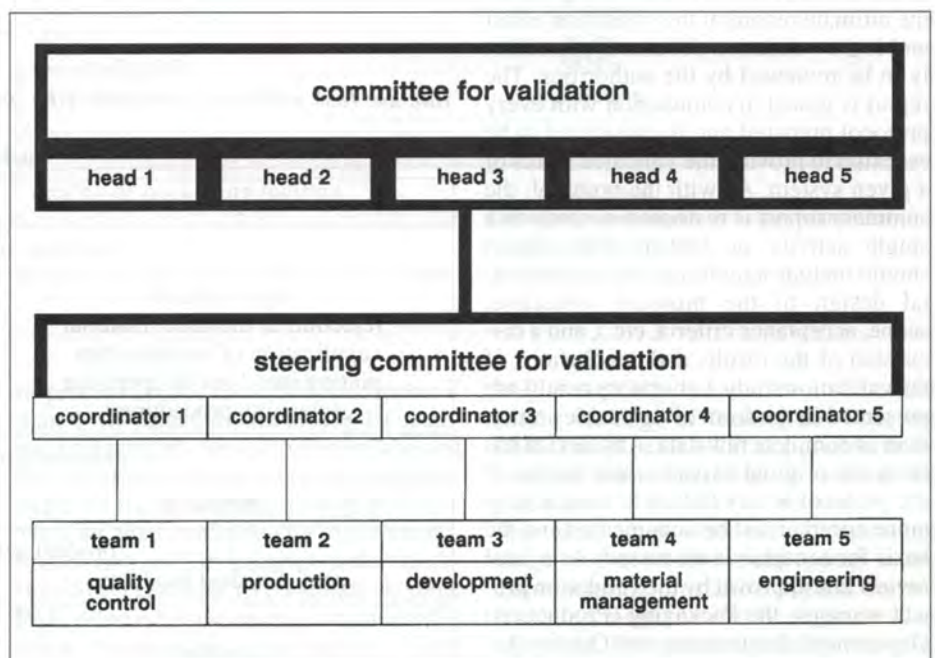 committee for validation
head 1 head 2 head 3 head 4 head 5
steering committee for validation
coordinator 1 coordinator 2 coordinator 3 coordinator 4 coordinator 5
team 1 team 2 team 3 team 4 team 5
quality control production development material management engineering